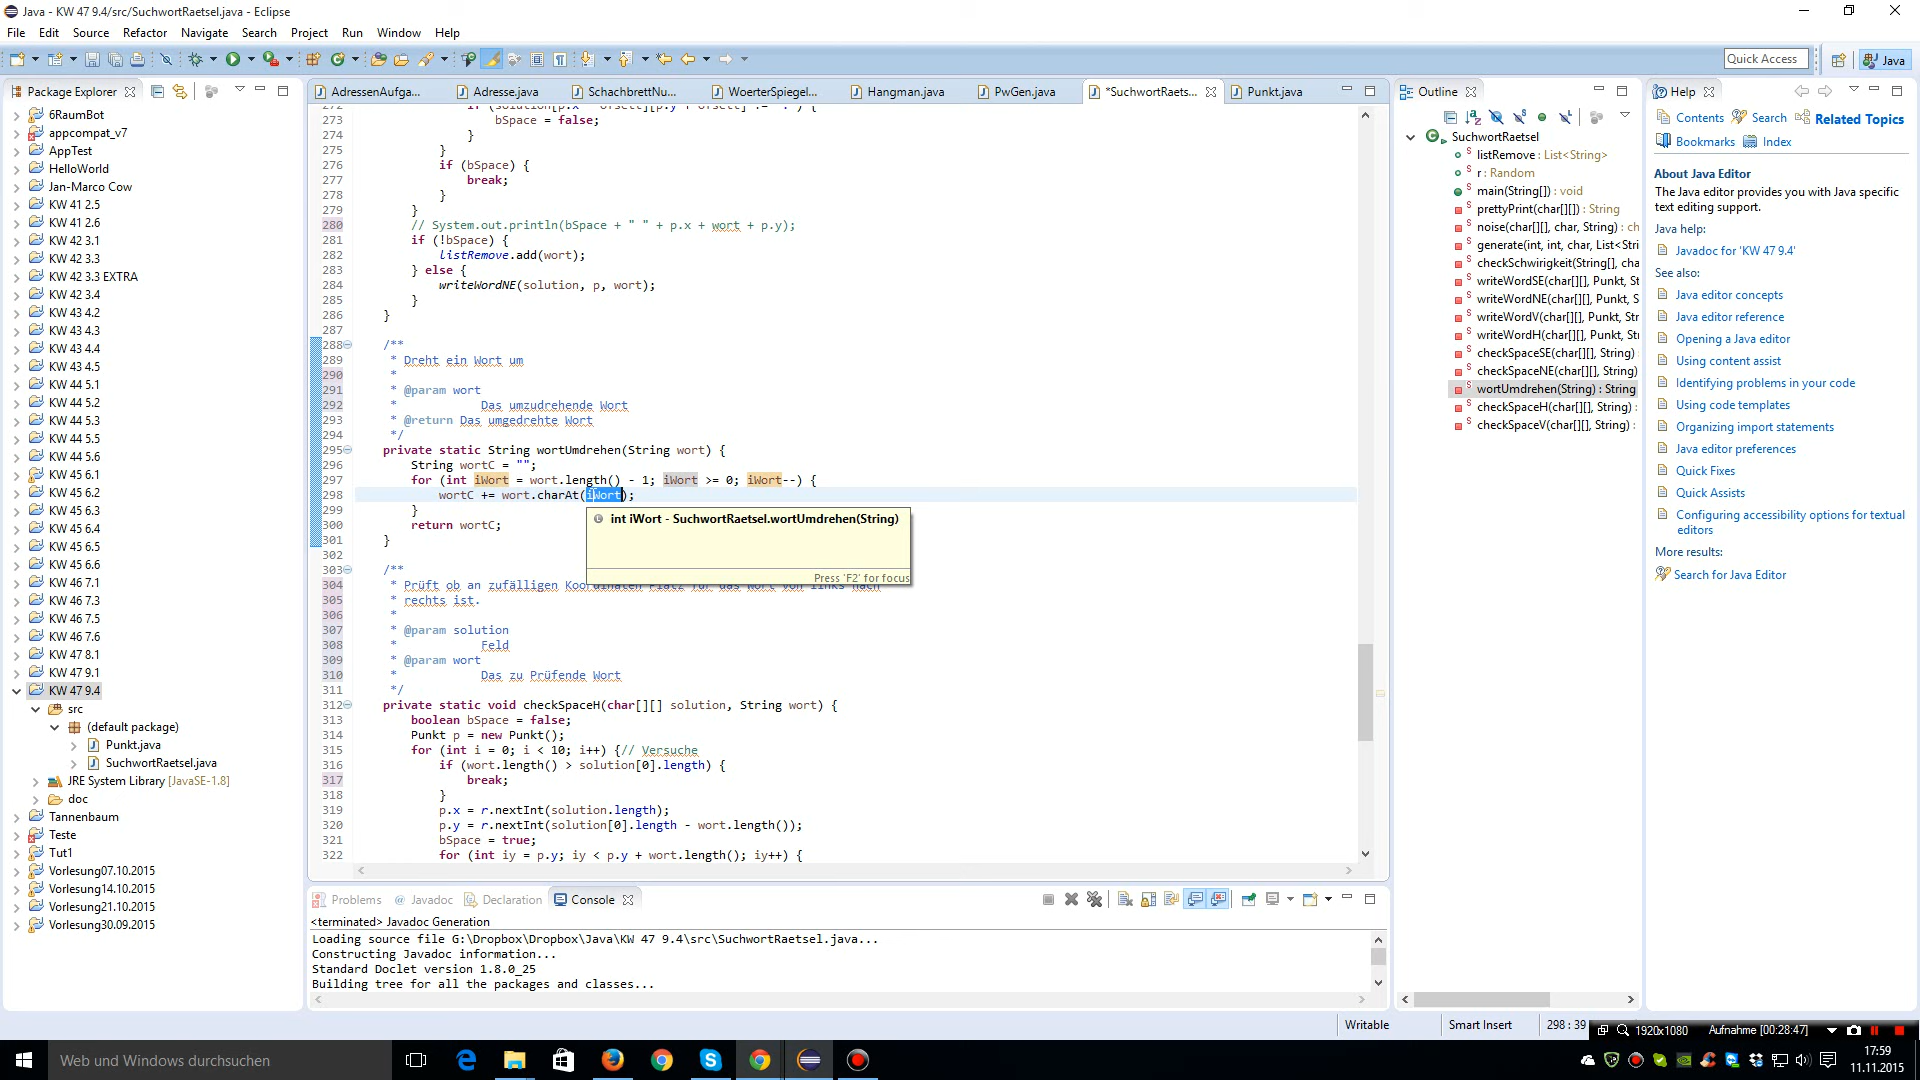 Java - KW 47 9.4/src/SuchwortRaetsel.java - Eclipse
File Edit Source Refactor Navigate Search Project Run Window Help
Quick Access
Java
Package Explorer
6RaumBot
appcompat_v7
AppTest
HelloWorld
Jan-Marco Cow
KW 41 2.5
KW 41 2.6
KW 42 3.1
KW 42 3.3
KW 42 3.3 EXTRA
KW 42 3.4
KW 43 4.2
KW 43 4.3
KW 43 4.4
KW 43 4.5
KW 44 5.1
KW 44 5.2
KW 44 5.3
KW 44 5.5
KW 44 5.6
KW 45 6.1
KW 45 6.2
KW 45 6.3
KW 45 6.4
KW 45 6.5
KW 45 6.6
KW 46 7.1
KW 46 7.3
KW 46 7.5
KW 46 7.6
KW 47 8.1
KW 47 9.1
KW 47 9.4
src
(default package)
Punkt.java
SuchwortRaetsel.java
JRE System Library [JavaSE-1.8]
doc
Tannenbaum
Teste
Tut1
Vorlesung07.10.2015
Vorlesung14.10.2015
Vorlesung21.10.2015
Vorlesung30.09.2015
AdressenAufga... Adresse.java SchachbrettNu... WoerterSpiegel... Hangman.java PwGen.java *SuchwortRaets... Punkt.java
273 bSpace = false;
274 }
275 }
276 if (bSpace) {
277 break;
278 }
279 }
280 // System.out.println(bSpace + " " + p.x + wort + p.y);
281 if (!bSpace) {
282 listRemove.add(wort);
283 } else {
284 writeWordNE(solution, p, wort);
285 }
286 }
287
288 /**
289 * Dreht ein Wort um
290 *
291 * @param wort
292 * Das umzudrehende Wort
293 * @return Das umgedrehte Wort
294 */
295 private static String wortUmdrehen(String wort) {
296 String wortC = "";
297 for (int iWort = wort.length() - 1; iWort >= 0; iWort--) {
298 wortC += wort.charAt(iWort);
299 }
300 return wortC;
301 }
302
303 /**
304 * Prüft ob an zufälligen Koordinaten Platz für das Wort von links nach
305 * rechts ist.
306 *
307 * @param solution
308 * Feld
309 * @param wort
310 * Das zu Prüfende Wort
311 */
312 private static void checkSpaceH(char[][] solution, String wort) {
313 boolean bSpace = false;
314 Punkt p = new Punkt();
315 for (int i = 0; i < 10; i++) {// Versuche
316 if (wort.length() > solution[0].length) {
317 break;
318 }
319 p.x = r.nextInt(solution.length);
320 p.y = r.nextInt(solution[0].length - wort.length());
321 bSpace = true;
322 for (int iy = p.y; iy < p.y + wort.length(); iy++) {
int iWort - SuchwortRaetsel.wortUmdrehen(String)
Press 'F2' for focus
Problems Javadoc Declaration Console
<terminated> Javadoc Generation
Loading source file G:\Dropbox\Dropbox\Java\KW 47 9.4\src\SuchwortRaetsel.java...
Constructing Javadoc information...
Standard Doclet version 1.8.0_25
Building tree for all the packages and classes...
Outline
SuchwortRaetsel
listRemove : List<String>
r : Random
main(String[]) : void
prettyPrint(char[][]) : String
noise(char[][], char, String) : ch
generate(int, int, char, List<Stri
checkSchwirigkeit(String[], cha
writeWordSE(char[][], Punkt, St
writeWordNE(char[][], Punkt, S
writeWordV(char[][], Punkt, Str
writeWordH(char[][], Punkt, Str
checkSpaceSE(char[][], String) :
checkSpaceNE(char[][], String)
wortUmdrehen(String) : String
checkSpaceH(char[][], String) :
checkSpaceV(char[][], String) :
Help
Contents Search Related Topics
Bookmarks Index
About Java Editor
The Java editor provides you with Java specific
text editing support.
Java help:
Javadoc for 'KW 47 9.4'
See also:
Java editor concepts
Java editor reference
Opening a Java editor
Using content assist
Identifying problems in your code
Using code templates
Organizing import statements
Java editor preferences
Quick Fixes
Quick Assists
Configuring accessibility options for textual
editors
More results:
Search for Java Editor
Writable Smart Insert 298 : 39
1920x1080 Aufnahme [00:28:47]
Web und Windows durchsuchen
17:59
11.11.2015